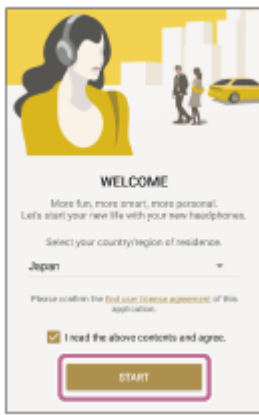 WELCOME
More fun, more smart, more personal.
Let's start your new life with your new headphones.
Select your country/region of residence.
Japan
Please confirm the End user license agreement of this
application.
I read the above contents and agree.
START